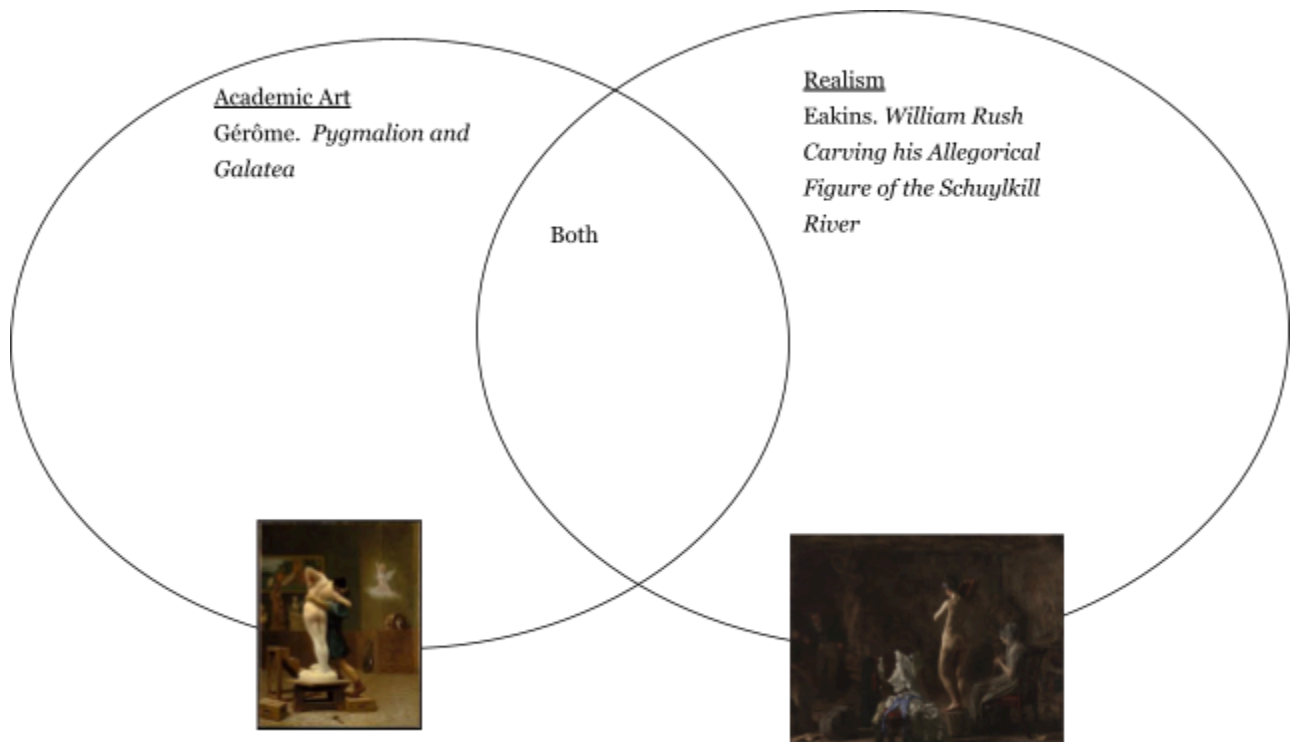 Academic Art
Gérôme. Pygmalion and
Galatea
Both
Realism
Eakins. William Rush
Carving his Allegorical
Figure of the Schuylkill
River